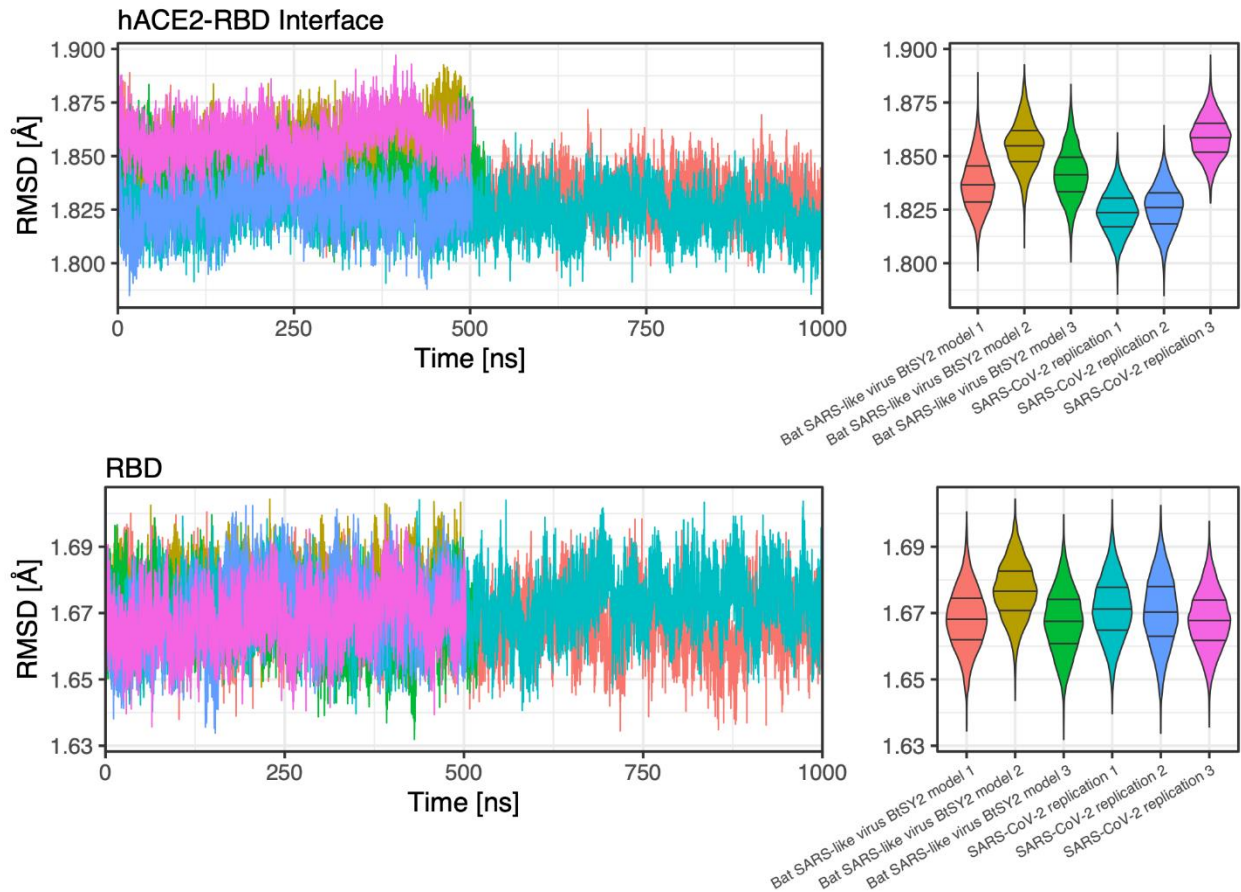 hACE2-RBD Interface
RMSD [Å]
1.900
1.875
1.850
1.825
1.800
0
250
500
750
1000
Time [ns]
1.900
1.875
1.850
1.825
1.800
Bat SARS-like virus BtSY2 model 1
Bat SARS-like virus BtSY2 model 2
Bat SARS-like virus BtSY2 model 3
SARS-CoV-2 replication 1
SARS-CoV-2 replication 2
SARS-CoV-2 replication 3
RBD
RMSD [Å]
1.69
1.67
1.65
1.63
0
250
500
750
1000
Time [ns]
1.69
1.67
1.65
1.63
Bat SARS-like virus BtSY2 model 1
Bat SARS-like virus BtSY2 model 2
Bat SARS-like virus BtSY2 model 3
SARS-CoV-2 replication 1
SARS-CoV-2 replication 2
SARS-CoV-2 replication 3